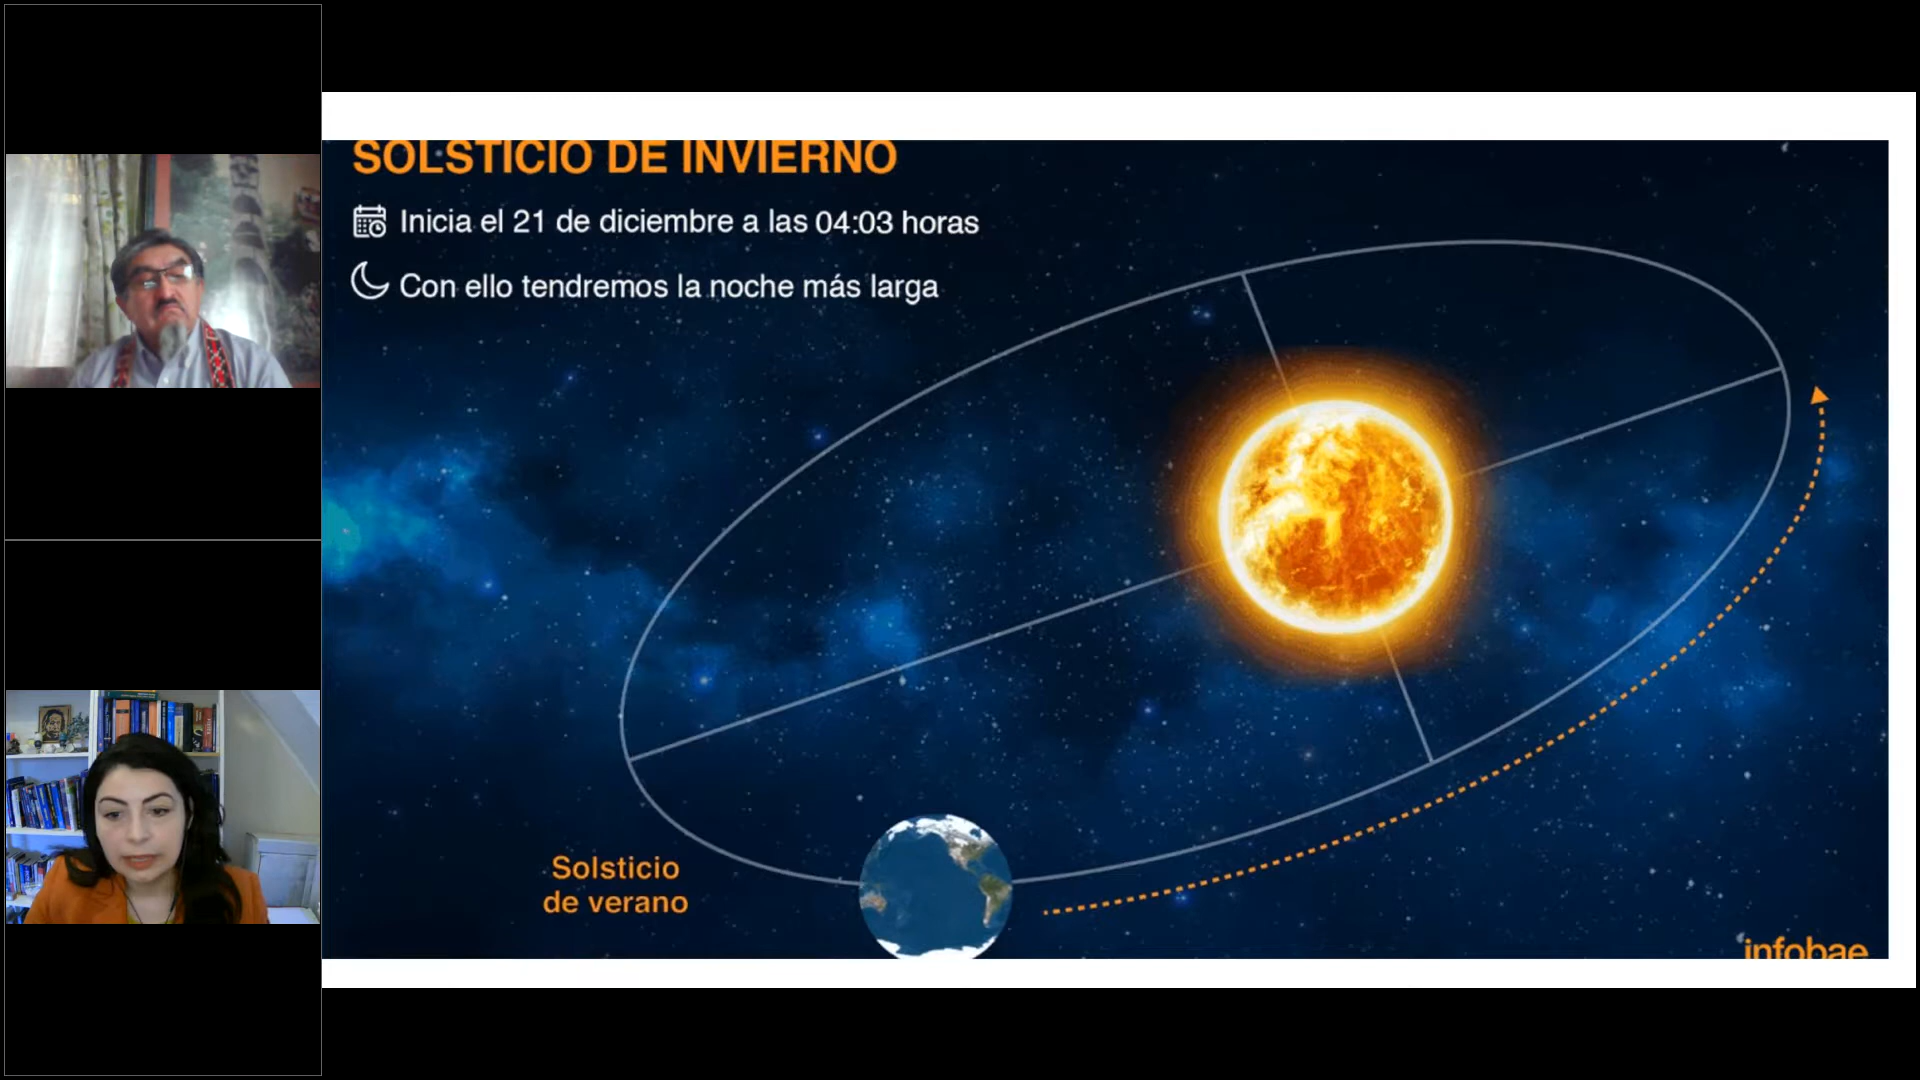 SOLSTICIO DE INVIERNO
Inicia el 21 de diciembre a las 04:03 horas
Con ello tendremos la noche más larga
Solsticio
de verano
infobae